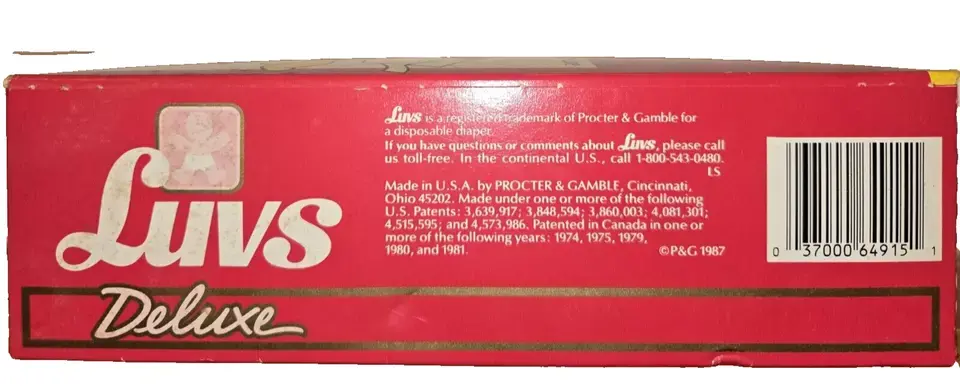 Luvs
Deluxe
Luvs is a registered trademark of Procter & Gamble for
a disposable diaper.
If you have questions or comments about Luvs, please call
us toll-free. In the continental U.S., call 1-800-543-0480.
LS
Made in U.S.A. by PROCTER & GAMBLE, Cincinnati,
Ohio 45202. Made under one or more of the following
U.S. Patents: 3,639,917; 3,848,594; 3,860,003; 4,081,301;
4,515,595; and 4,573,986. Patented in Canada in one or
more of the following years: 1974, 1975, 1979,
1980, and 1981.
©P&G 1987
0 37000 64915 1